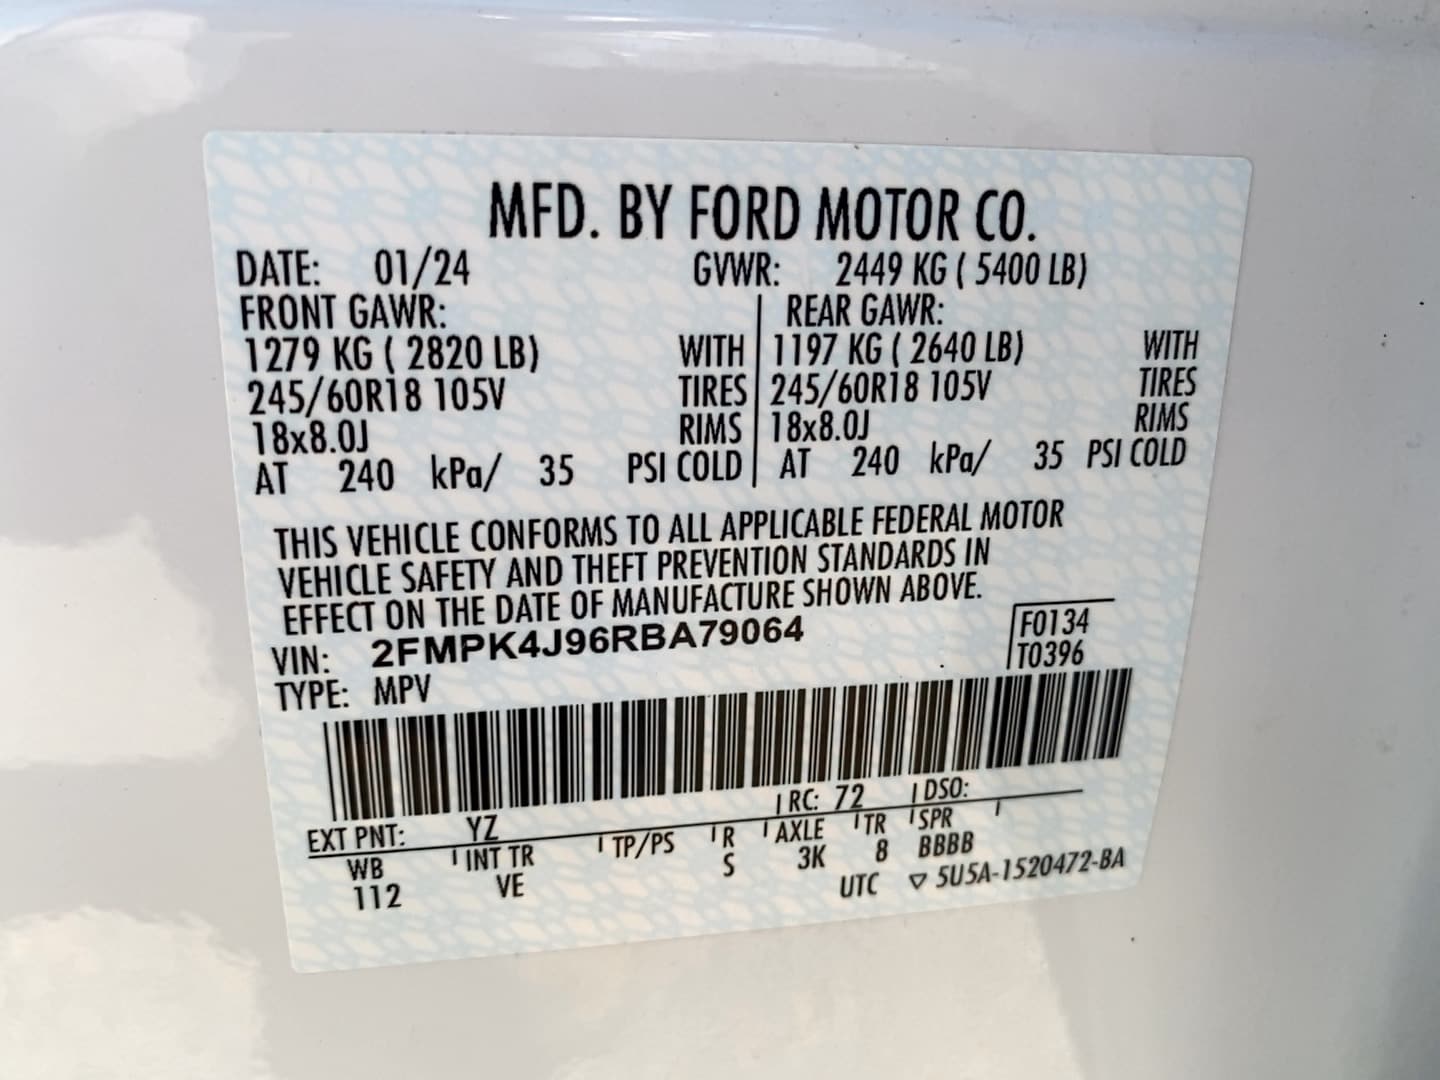 MFD. BY FORD MOTOR CO.
DATE: 01/24 GVWR: 2449 KG ( 5400 LB)
FRONT GAWR: REAR GAWR:
1279 KG ( 2820 LB) WITH 1197 KG ( 2640 LB) WITH
245/60R18 105V TIRES 245/60R18 105V TIRES
18x8.0J RIMS 18x8.0J RIMS
AT 240 kPa/ 35 PSI COLD AT 240 kPa/ 35 PSI COLD
THIS VEHICLE CONFORMS TO ALL APPLICABLE FEDERAL MOTOR
VEHICLE SAFETY AND THEFT PREVENTION STANDARDS IN
EFFECT ON THE DATE OF MANUFACTURE SHOWN ABOVE.
VIN: 2FMPK4J96RBA79064 F0134
TYPE: MPV T0396
EXT PNT: YZ RC: 72 DSO:
WB INT TR TP/PS R AXLE TR SPR
112 VE S 3K 8 BBBB
UTC ▽ 5U5A-1520472-BA